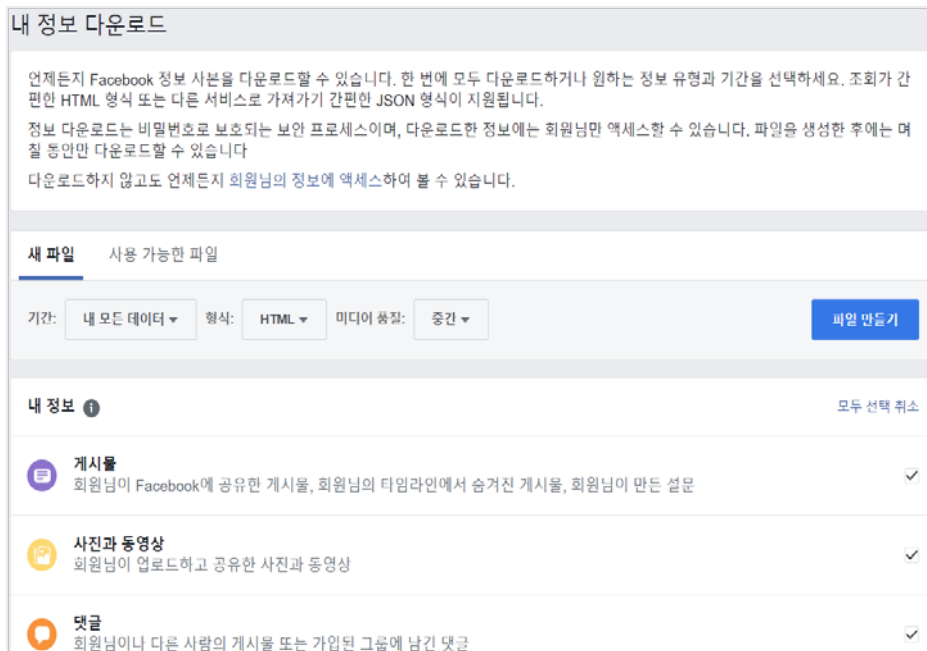 내 정보 다운로드
언제든지 Facebook 정보 사본을 다운로드할 수 있습니다. 한 번에 모두 다운로드하거나 원하는 정보 유형과 기간을 선택하세요. 조회가 간
편한 HTML 형식 또는 다른 서비스로 가져가기 간편한 JSON 형식이 지원됩니다.
정보 다운로드는 비밀번호로 보호되는 보안 프로세스이며, 다운로드한 정보에는 회원님만 액세스할 수 있습니다. 파일을 생성한 후에는 며
칠 동안만 다운로드할 수 있습니다
다운로드하지 않고도 언제든지 회원님의 정보에 액세스하여 볼 수 있습니다.
새 파일 사용 가능한 파일
기간: 내 모든 데이터 형식: HTML 미디어 품질: 중간 파일 만들기
내 정보 모두 선택 취소
게시물
회원님이 Facebook에 공유한 게시물, 회원님의 타임라인에서 숨겨진 게시물, 회원님이 만든 설문
사진과 동영상
회원님이 업로드하고 공유한 사진과 동영상
댓글
회원님이나 다른 사람의 게시물 또는 가입된 그룹에 남긴 댓글